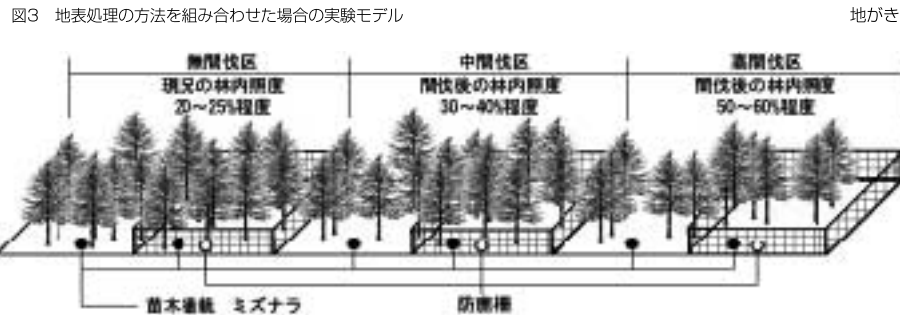 図3 地表処理の方法を組み合わせた場合の実験モデル
地がき
無間伐区
中間伐区
高間伐区
現況の林内照度
20～25%程度
間伐後の林内照度
30～40%程度
間伐後の林内照度
50～60%程度
苗木植栽 ミズナラ
防鹿柵